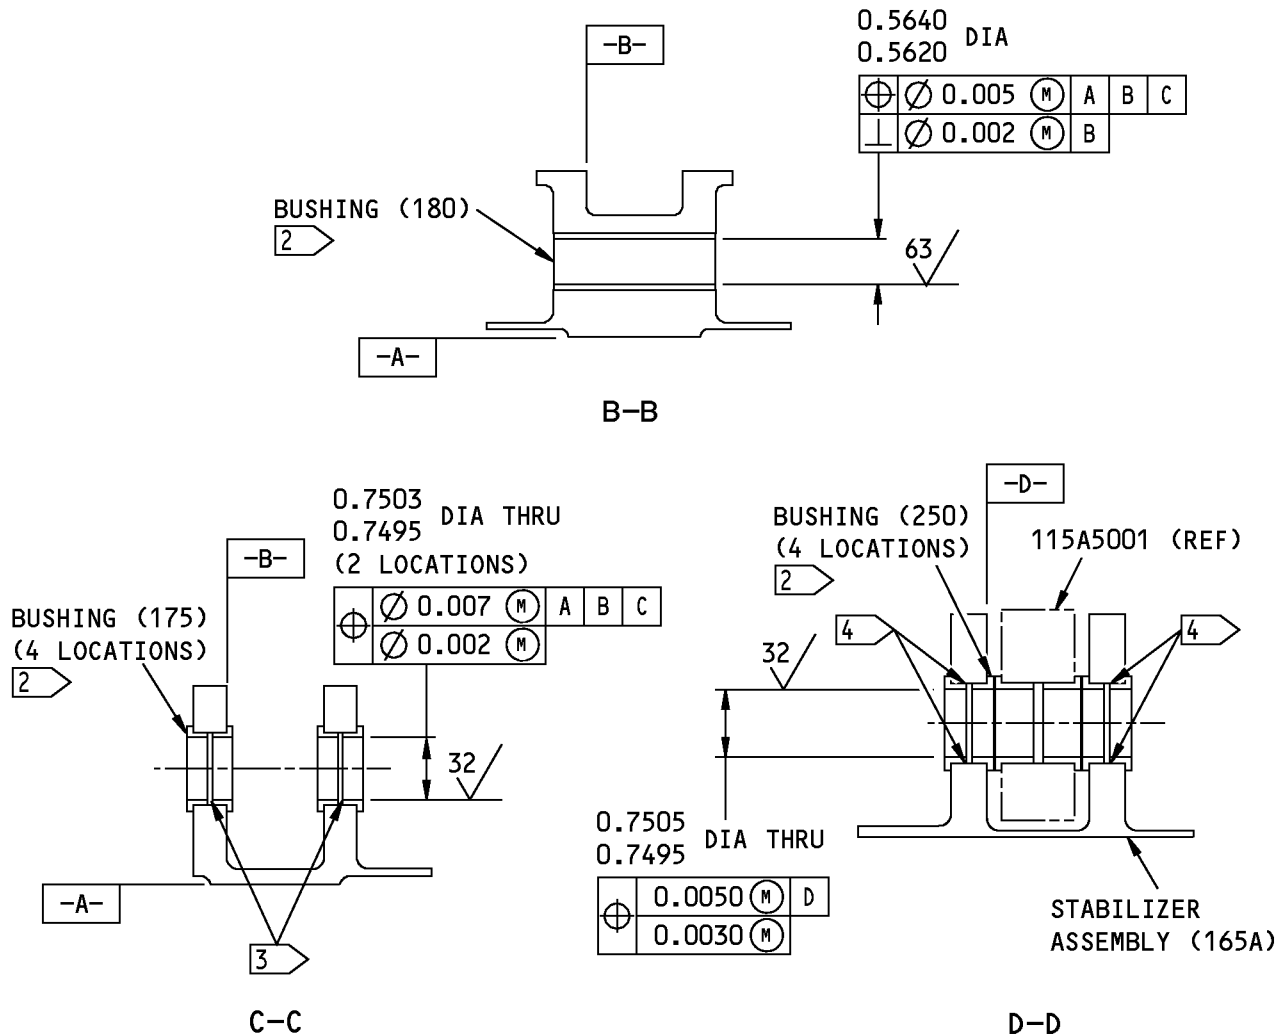 0.5640
0.5620 DIA
-B-
⌖ ⌀ 0.005 Ⓜ A B C
⊥ ⌀ 0.002 Ⓜ B
BUSHING (180)
2
63
-A-
B-B
0.7503
0.7495 DIA THRU
(2 LOCATIONS)
-B-
⌖ ⌀ 0.007 Ⓜ A B C
⌀ 0.002 Ⓜ
BUSHING (175)
(4 LOCATIONS)
2
32
-A-
3
C-C
-D-
BUSHING (250)
(4 LOCATIONS)
2
115A5001 (REF)
4
4
32
0.7505
0.7495 DIA THRU
⌖ 0.0050 Ⓜ D
0.0030 Ⓜ
STABILIZER
ASSEMBLY (165A)
D-D